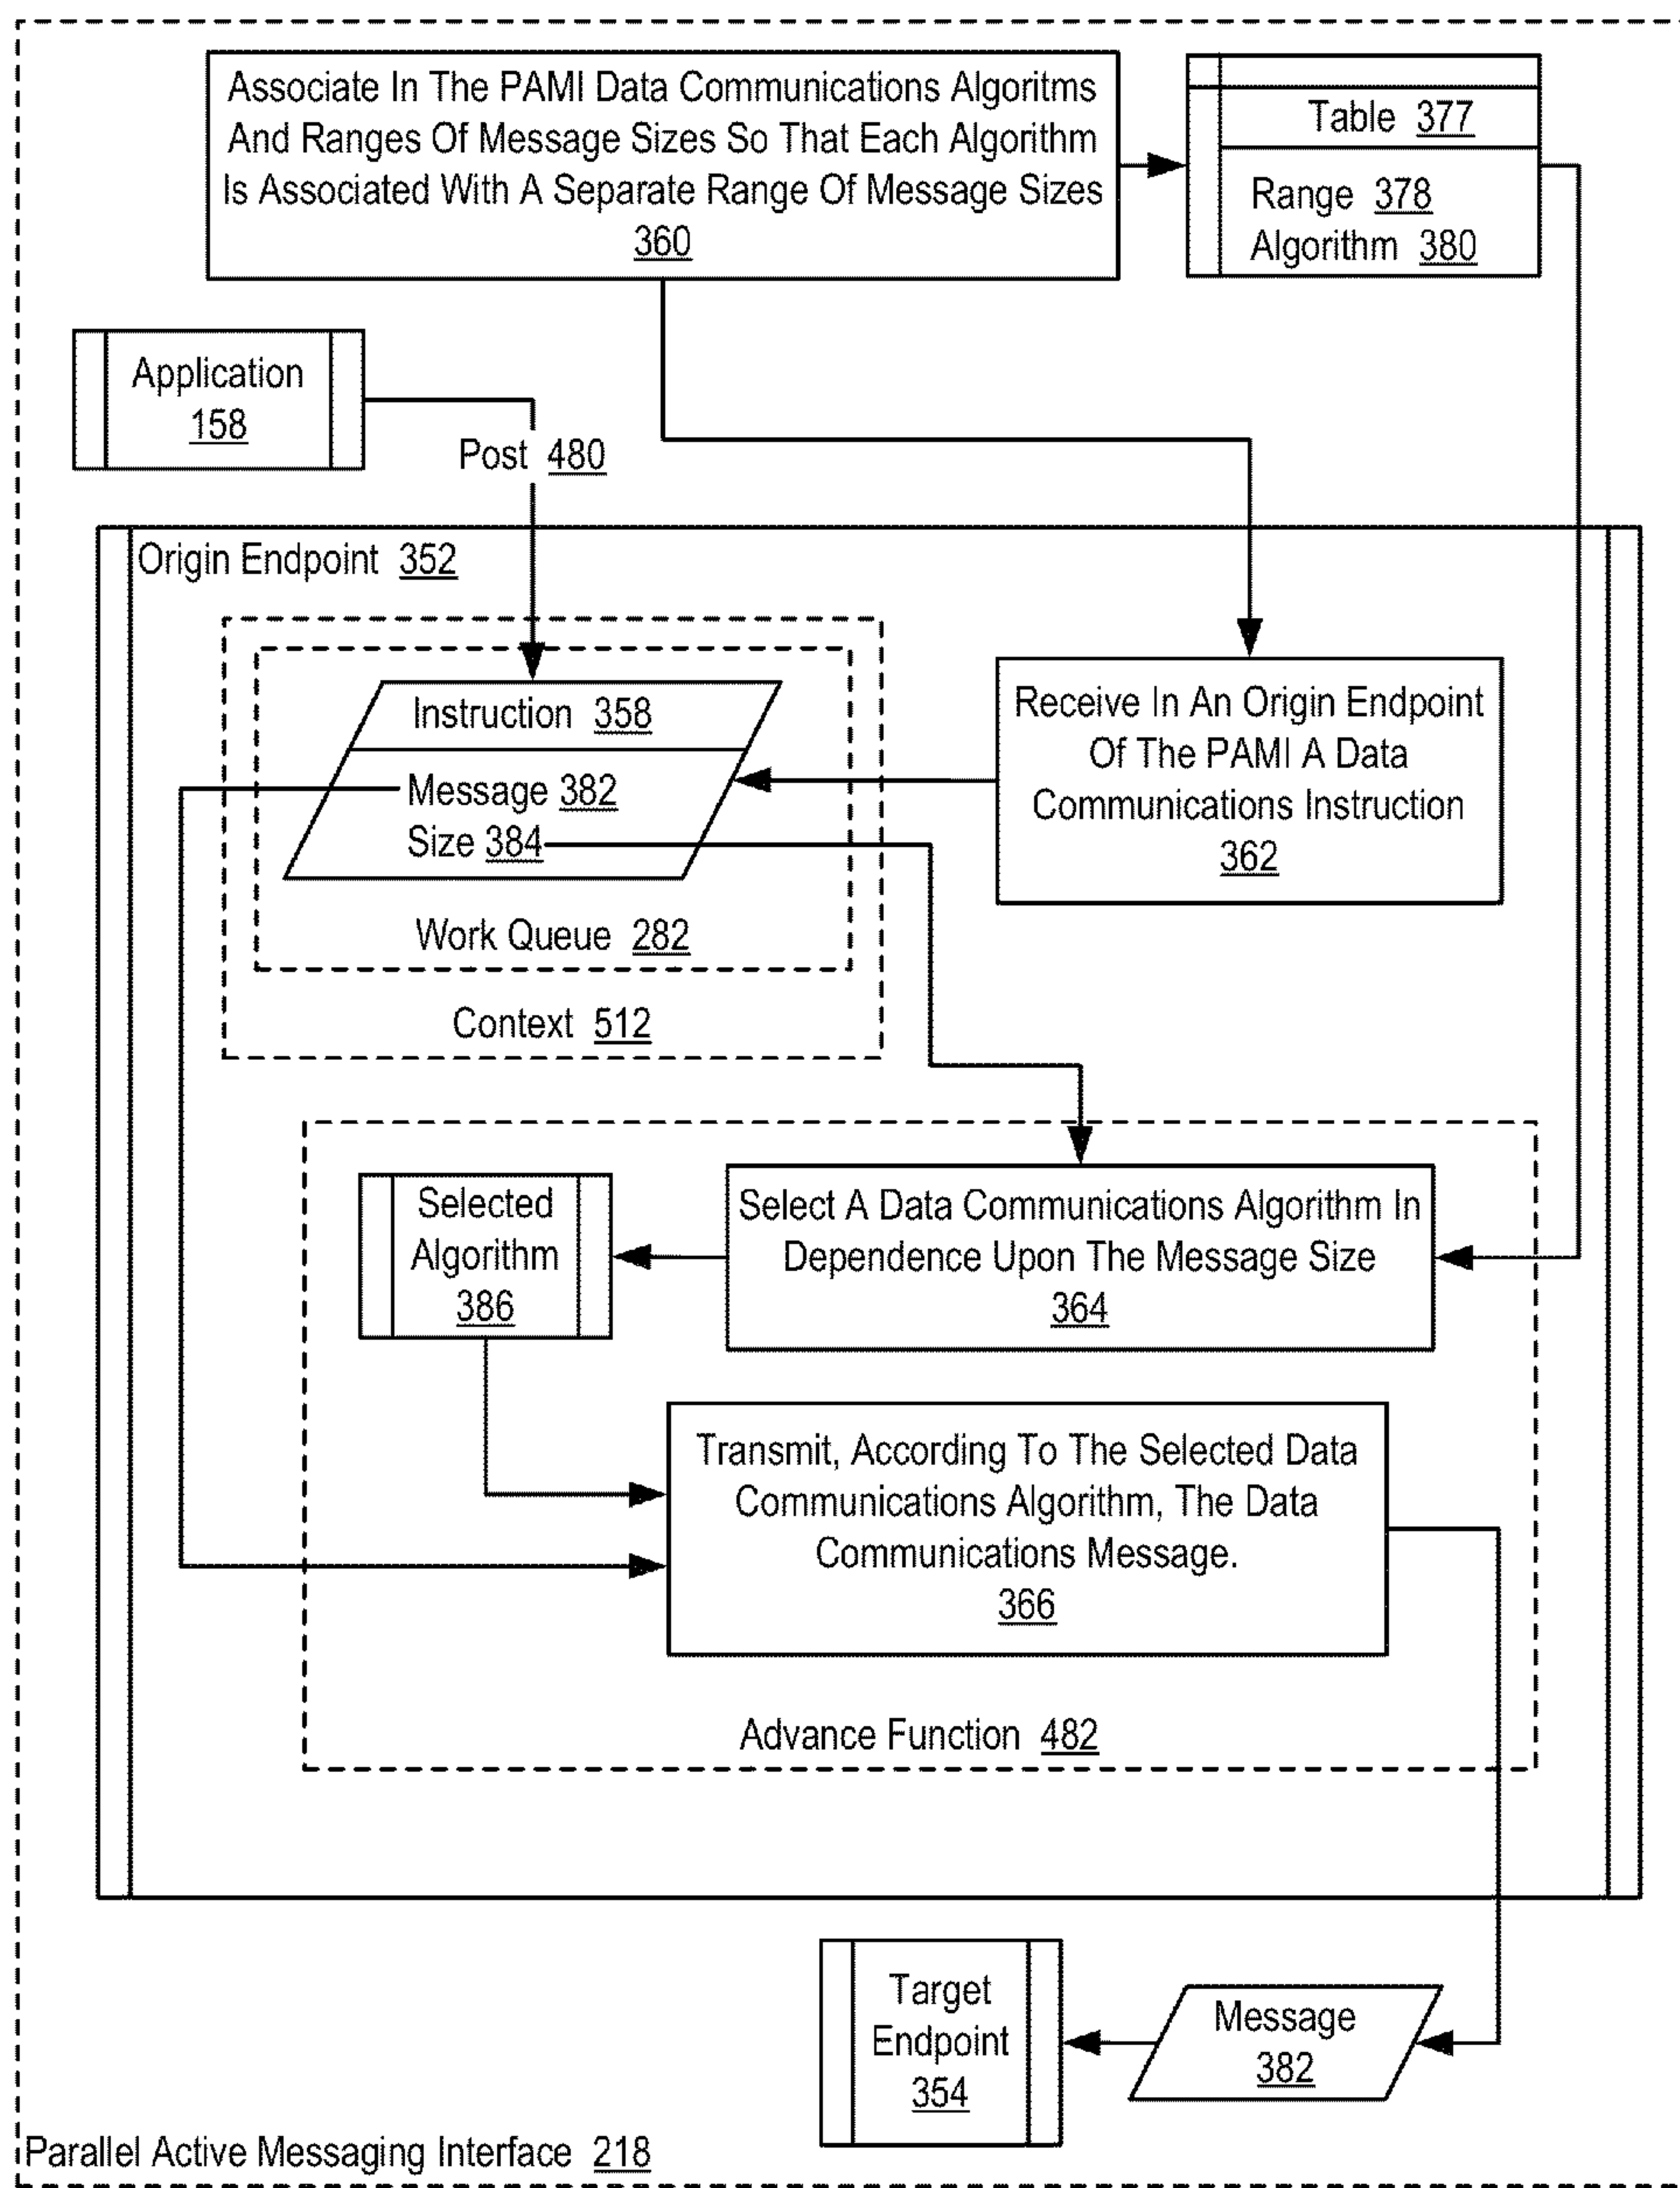 Associate In The PAMI Data Communications Algoritms
And Ranges Of Message Sizes So That Each Algorithm
Is Associated With A Separate Range Of Message Sizes
360
Table 377
Range 378
Algorithm 380
Application
158
Post 480
Origin Endpoint 352
Instruction 358
Message 382
Size 384
Work Queue 282
Context 512
Receive In An Origin Endpoint
Of The PAMI A Data
Communications Instruction
362
Selected
Algorithm
386
Select A Data Communications Algorithm In
Dependence Upon The Message Size
364
Transmit, According To The Selected Data
Communications Algorithm, The Data
Communications Message.
366
Advance Function 482
Target
Endpoint
354
Message
382
Parallel Active Messaging Interface 218